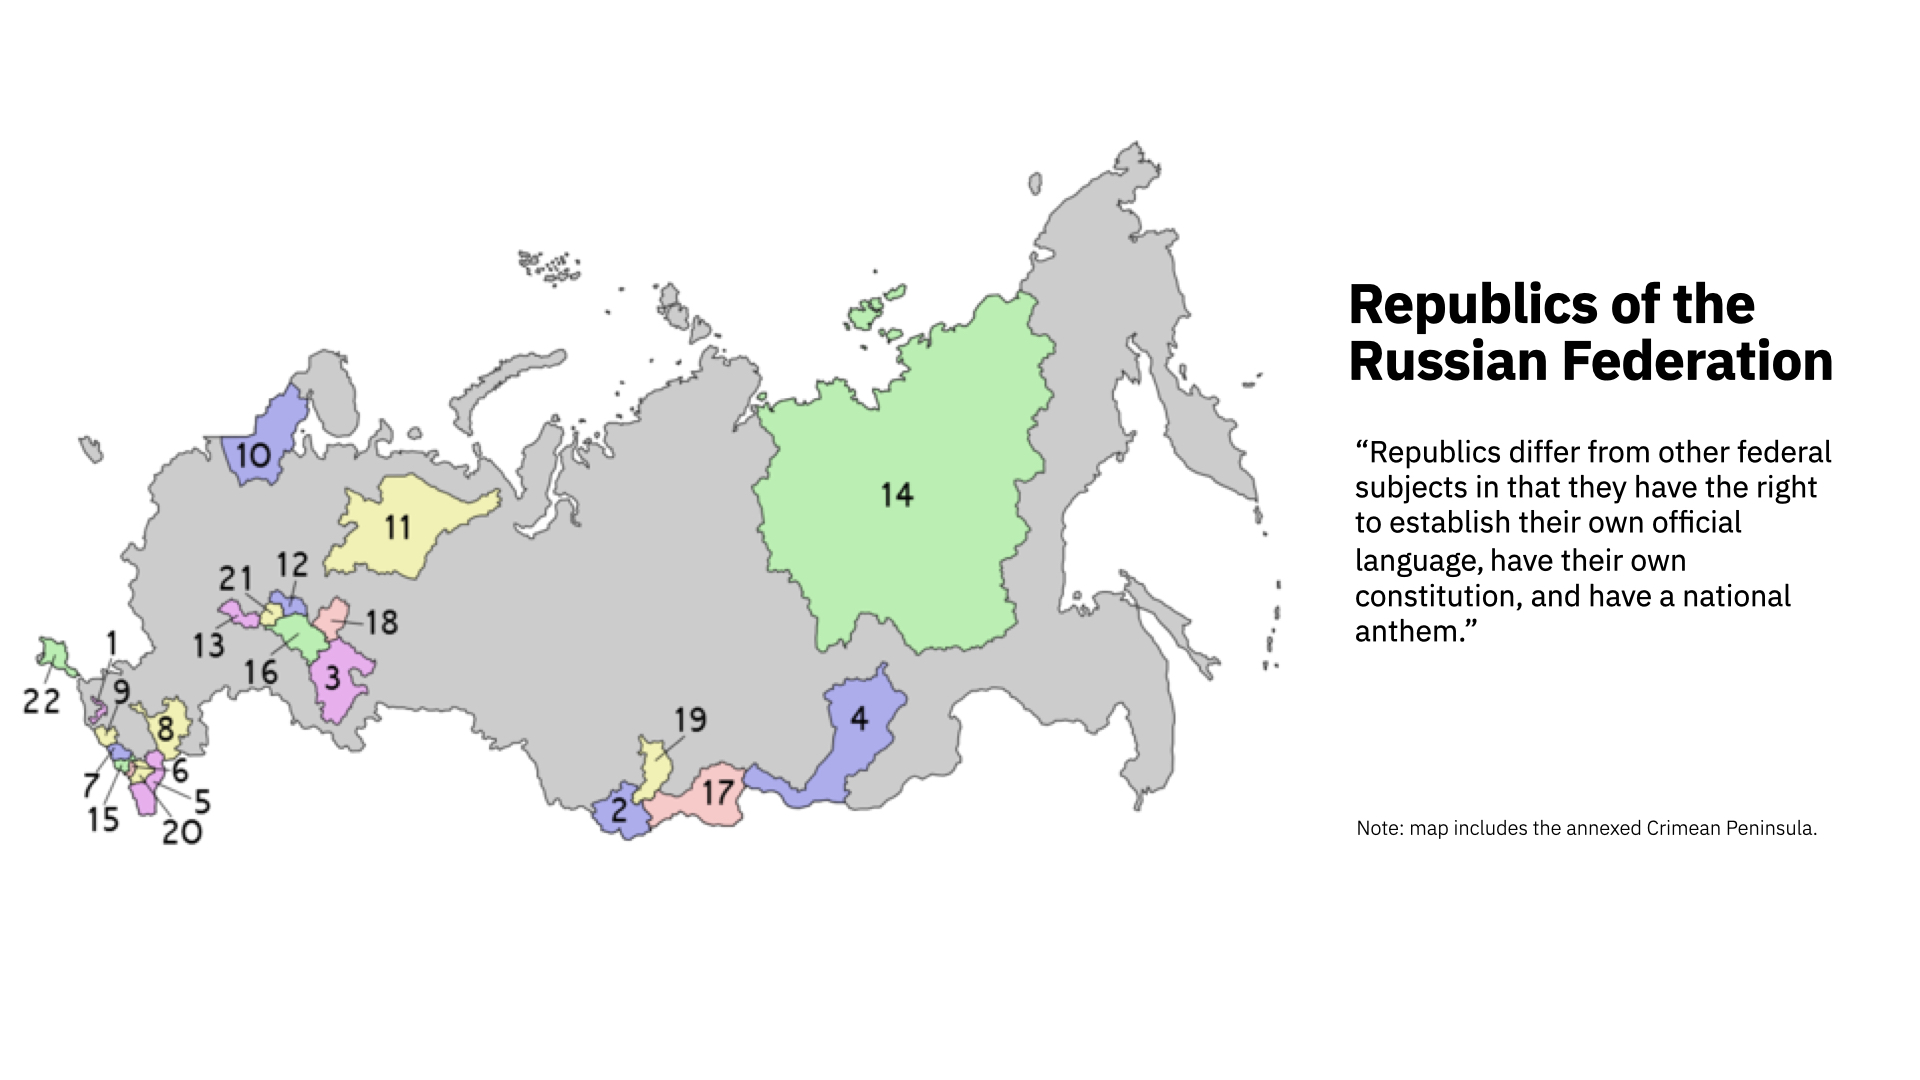 Republics of the
Russian Federation
“Republics differ from other federal
subjects in that they have the right
to establish their own official
language, have their own
constitution, and have a national
anthem.”
Note: map includes the annexed Crimean Peninsula.
10
14
11
12
21
18
13
16
3
1
9
22
8
19
4
6
7
17
5
2
15
20